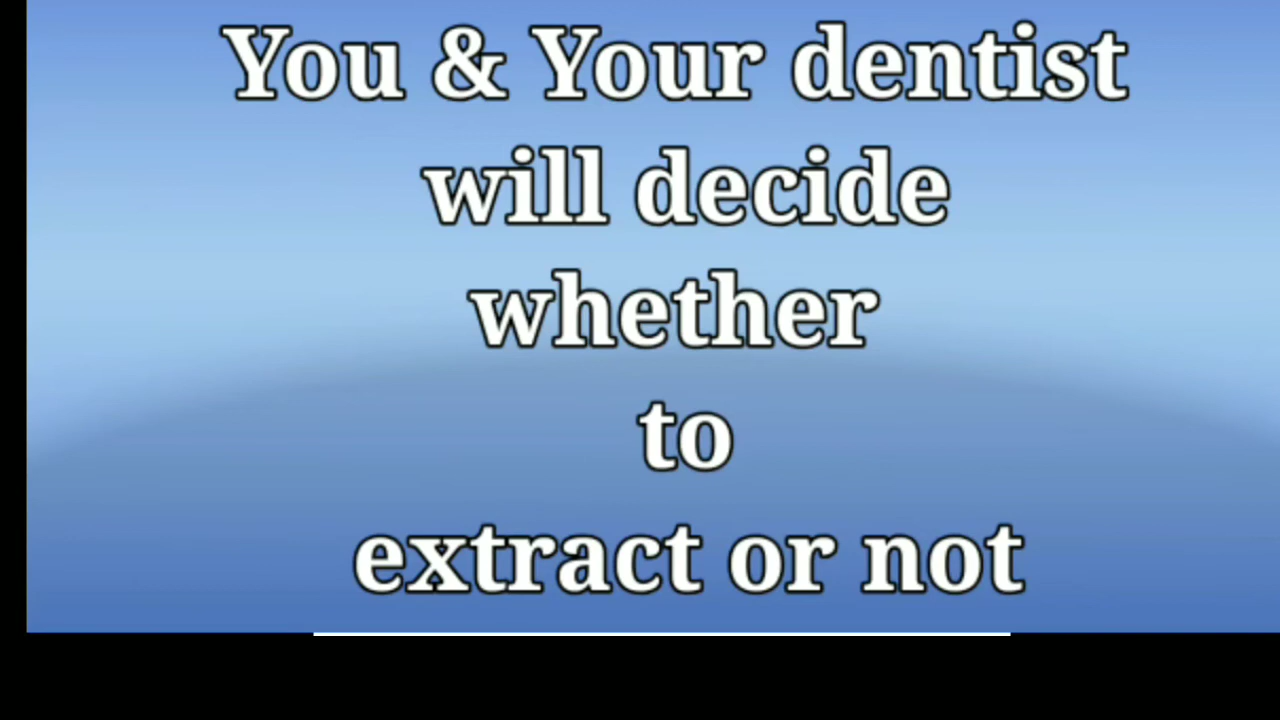 You & Your dentist
will decide
whether
to
extract or not